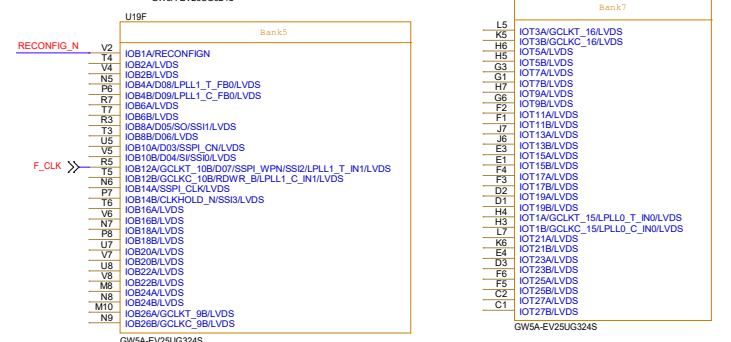 GW5A-EV25UG324S
U19F
Bank5
RECONFIG_N V2 IOB1A/RECONFIGN
T4 IOB2A/LVDS
V4 IOB2B/LVDS
N5 IOB4A/D08/LPLL1_T_FB0/LVDS
P6 IOB4B/D09/LPLL1_C_FB0/LVDS
R7 IOB6A/LVDS
T7 IOB6B/LVDS
R3 IOB8A/D05/SO/SSI1/LVDS
T3 IOB8B/D06/LVDS
U5 IOB10A/D03/SSPI_CN/LVDS
V5 IOB10B/D04/SI/SSI0/LVDS
F_CLK R5 IOB12A/GCLKT_10B/D07/SSPI_WPN/SSI2/LPLL1_T_IN1/LVDS
T5 IOB12B/GCLKC_10B/RDWR_B/LPLL1_C_IN1/LVDS
N6 IOB14A/SSPI_CLK/LVDS
P7 IOB14B/CLKHOLD_N/SSI3/LVDS
T6 IOB16A/LVDS
V6 IOB16B/LVDS
N7 IOB18A/LVDS
P8 IOB18B/LVDS
U7 IOB20A/LVDS
V7 IOB20B/LVDS
U8 IOB22A/LVDS
V8 IOB22B/LVDS
M8 IOB24A/LVDS
N8 IOB24B/LVDS
M10 IOB26A/GCLKT_9B/LVDS
N9 IOB26B/GCLKC_9B/LVDS
GW5A-EV25UG324S
Bank7
L5 IOT3A/GCLKT_16/LVDS
K5 IOT3B/GCLKC_16/LVDS
H6 IOT5A/LVDS
H5 IOT5B/LVDS
G3 IOT7A/LVDS
G1 IOT7B/LVDS
H7 IOT9A/LVDS
G6 IOT9B/LVDS
F2 IOT11A/LVDS
F1 IOT11B/LVDS
J7 IOT13A/LVDS
J6 IOT13B/LVDS
E3 IOT15A/LVDS
E1 IOT15B/LVDS
F4 IOT17A/LVDS
F3 IOT17B/LVDS
D2 IOT19A/LVDS
D1 IOT19B/LVDS
H4 IOT1A/GCLKT_15/LPLL0_T_IN0/LVDS
H3 IOT1B/GCLKC_15/LPLL0_C_IN0/LVDS
L7 IOT21A/LVDS
K6 IOT21B/LVDS
E4 IOT23A/LVDS
D3 IOT23B/LVDS
F6 IOT25A/LVDS
F5 IOT25B/LVDS
C2 IOT27A/LVDS
C1 IOT27B/LVDS
GW5A-EV25UG324S